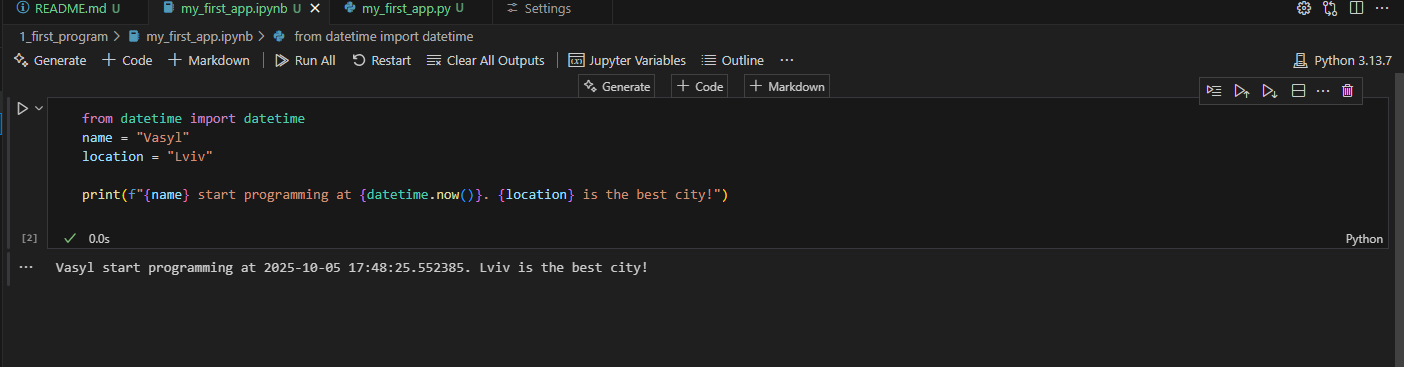 README.md U my_first_app.ipynb U my_first_app.py U Settings
1_first_program > my_first_app.ipynb > from datetime import datetime
Generate + Code + Markdown Run All Restart Clear All Outputs Jupyter Variables Outline ... Python 3.13.7
Generate + Code + Markdown
from datetime import datetime
name = "Vasyl"
location = "Lviv"
print(f"{name} start programming at {datetime.now()}. {location} is the best city!")
[2] 0.0s Python
Vasyl start programming at 2025-10-05 17:48:25.552385. Lviv is the best city!